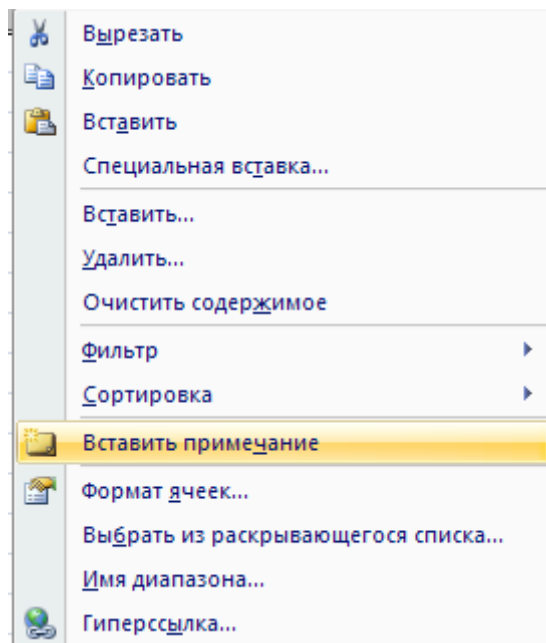 Вырезать
Копировать
Вставить
Специальная вставка...
Вставить...
Удалить...
Очистить содержимое
Фильтр
Сортировка
Вставить примечание
Формат ячеек...
Выбрать из раскрывающегося списка...
Имя диапазона...
Гиперссылка...